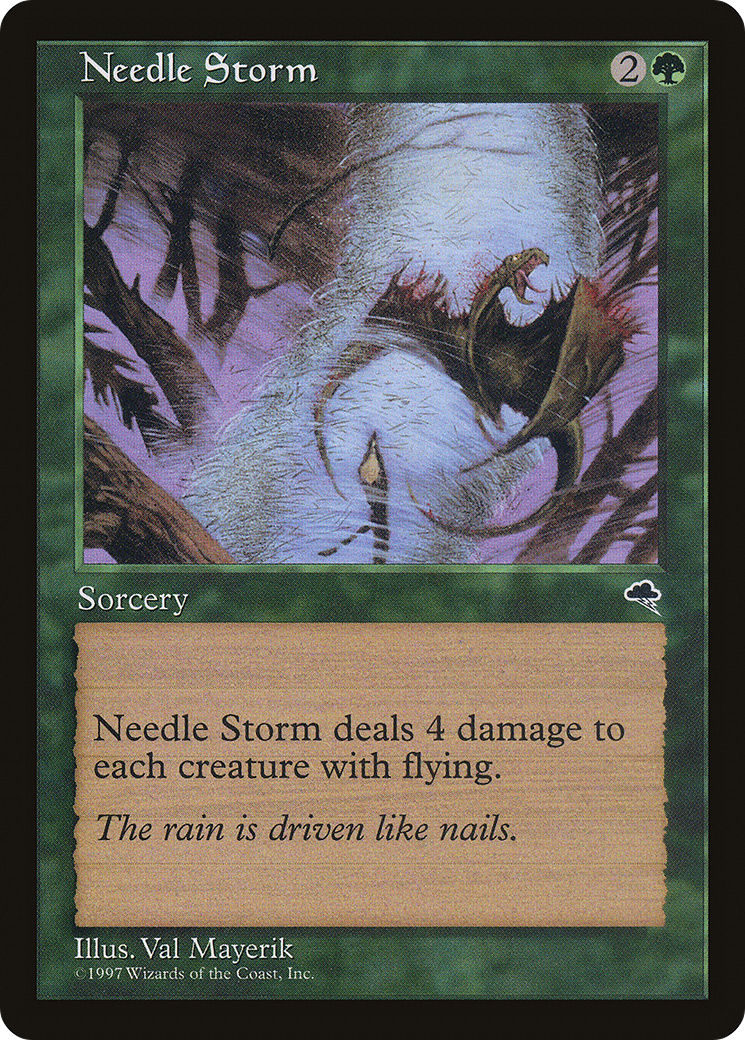 Needle Storm 2
Sorcery
Needle Storm deals 4 damage to
each creature with flying.
The rain is driven like nails.
Illus. Val Mayerik
©1997 Wizards of the Coast, Inc.